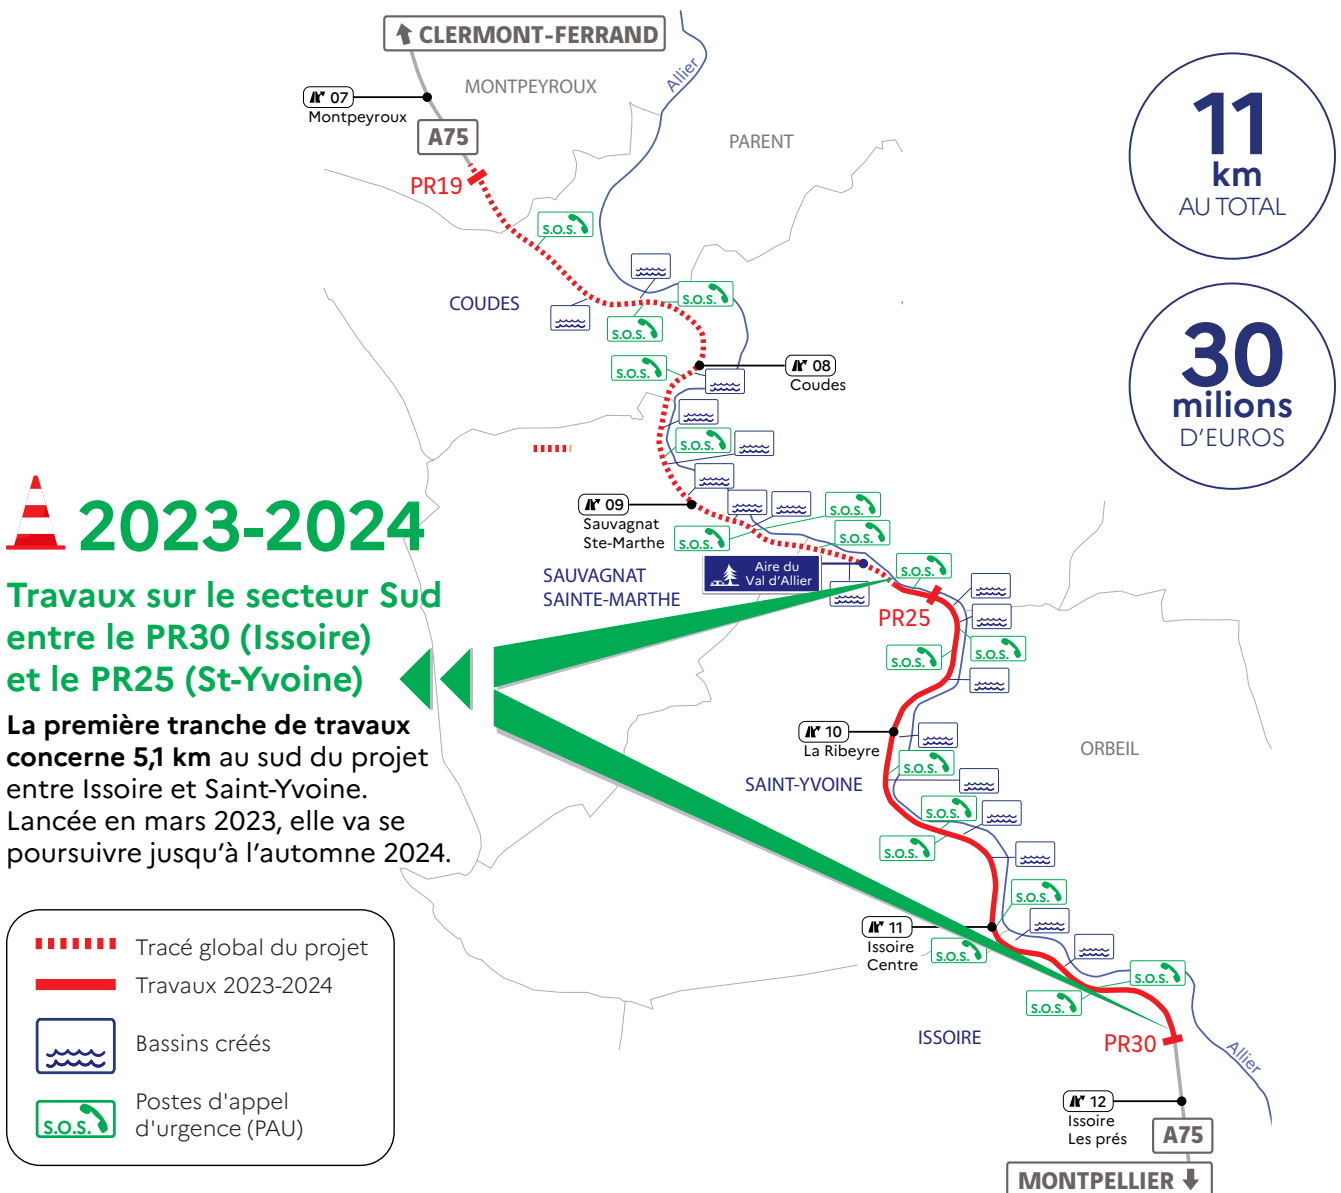 CLERMONT-FERRAND
07
Montpeyroux
MONTPEYROUX
Allier
A75
PARENT
PR19
S.O.S.
COUDES
S.O.S.
S.O.S.
S.O.S.
08
Coudes
S.O.S.
09
Sauvagnat
Ste-Marthe
S.O.S.
S.O.S.
S.O.S.
Aire du
Val d'Allier
S.O.S.
SAUVAGNAT
SAINTE-MARTHE
PR25
S.O.S.
S.O.S.
10
La Ribeyre
ORBEIL
S.O.S.
SAINT-YVOINE
S.O.S.
S.O.S.
S.O.S.
11
Issoire
Centre
S.O.S.
S.O.S.
S.O.S.
ISSOIRE
PR30
Allier
12
Issoire
Les prés
A75
MONTPELLIER
11
km
AU TOTAL
30
milions
D'EUROS
2023-2024
Travaux sur le secteur Sud
entre le PR30 (Issoire)
et le PR25 (St-Yvoine)
La première tranche de travaux
concerne 5,1 km au sud du projet
entre Issoire et Saint-Yvoine.
Lancée en mars 2023, elle va se
poursuivre jusqu'à l'automne 2024.
Tracé global du projet
Travaux 2023-2024
Bassins créés
S.O.S.
Postes d'appel
d'urgence (PAU)